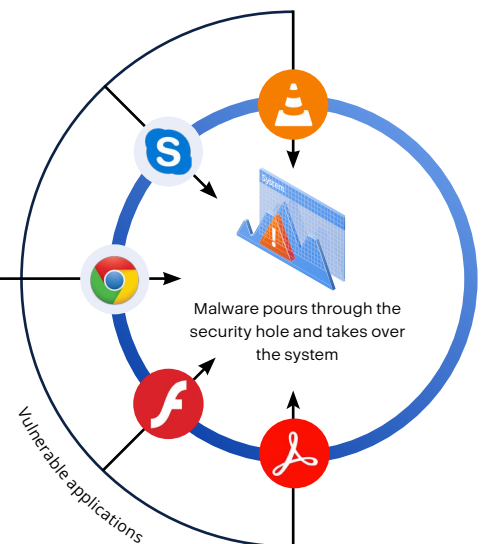 S
System
Malware pours through the
security hole and takes over
the system
Vulnerable applications